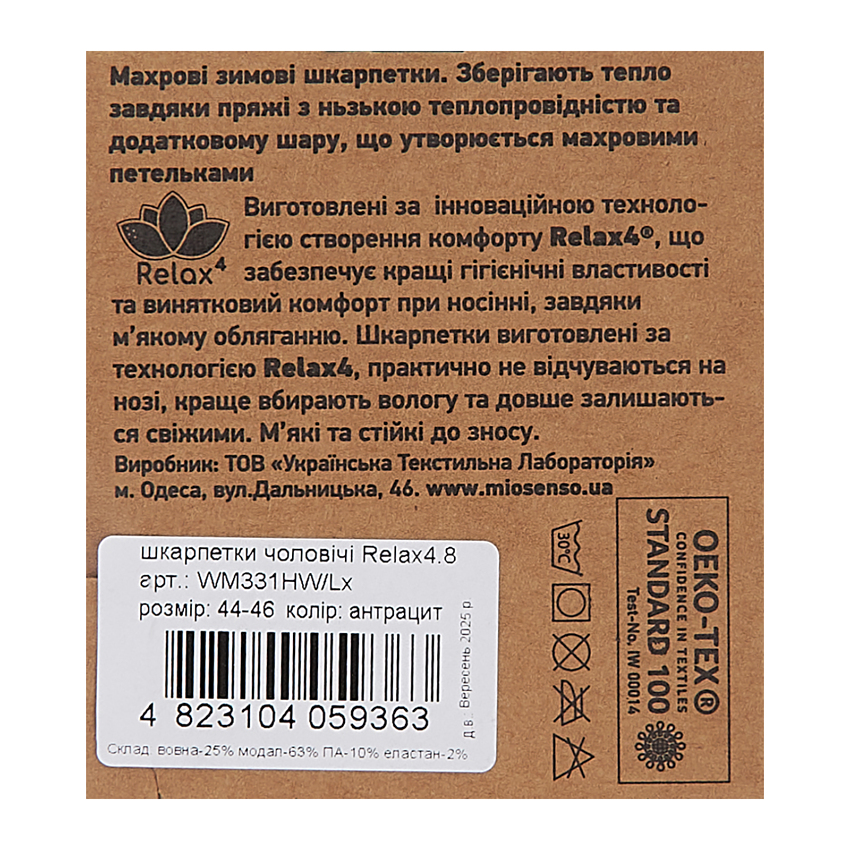 Махрові зимові шкарпетки. Зберігають тепло
завдяки пряжі з низькою теплопровідністю та
додатковому шару, що утворюється махровими
петельками
Виготовлені за інноваційною техноло-
гією створення комфорту Relax4®, що
Relax4
забезпечує кращі гігієнічні властивості
та винятковий комфорт при носінні, завдяки
м’якому обляганню. Шкарпетки виготовлені за
технологією Relax4, практично не відчуваються на
нозі, краще вбирають вологу та довше залишають-
ся свіжими. М’які та стійкі до зносу.
Виробник: ТОВ «Українська Текстильна Лабораторія»
м. Одеса, вул.Дальницька, 46. www.miosenso.ua
шкарпетки чоловічі Relax4.8
арт.: WM331HW/Lx
розмір: 44-46 колір: антрацит
4 823104 059363
Д.в.: Вересень 2025 р.
Склад: вовна-25% модал-63% ПА-10% еластан-2%
30°C
OEKO-TEX®
CONFIDENCE IN TEXTILES
STANDARD 100
Test-No. IW 00014